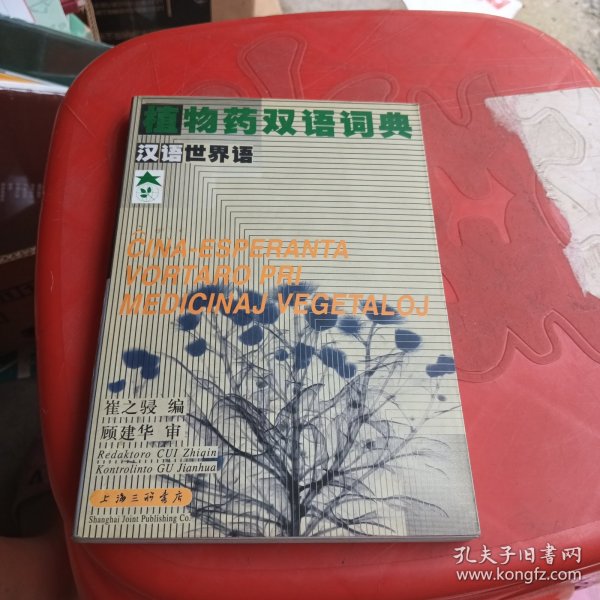 植物药双语词典
汉语世界语
ĈINA-ESPERANTA
VORTARO PRI
MEDICINAJ VEGETALOJ
崔之骎 编
顾建华 审
Redaktoro CUI Zhiqin
Kontrolinto GU Jianhua
上海三联书店
Shanghai Joint Publishing Co.
孔夫子旧书网
www.kongfz.com